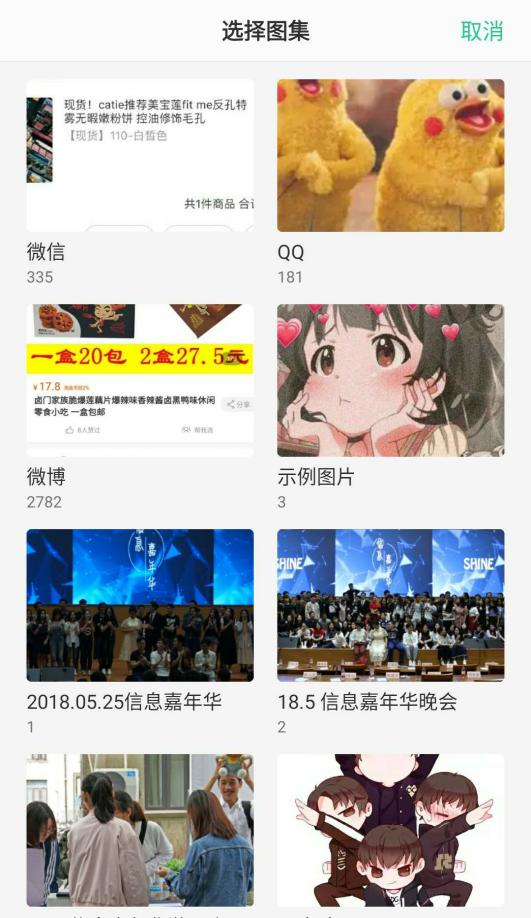 选择图集
取消
现货！catie推荐美宝莲fit me反孔特
雾无暇嫩粉饼 控油修饰毛孔
【现货】110-白皙色
共1件商品 合计
微信
335
QQ
181
一盒20包 2盒27.5元
¥17.8
卤门家族脆爆莲藕片爆辣味香辣酱卤黑鸭味休闲
零食小吃 一盒包邮
分享
8人赞过
帮我选
微博
2782
示例图片
3
嘉年华
SHINE
SHINE
2018.05.25信息嘉年华
1
18.5 信息嘉年华晚会
2